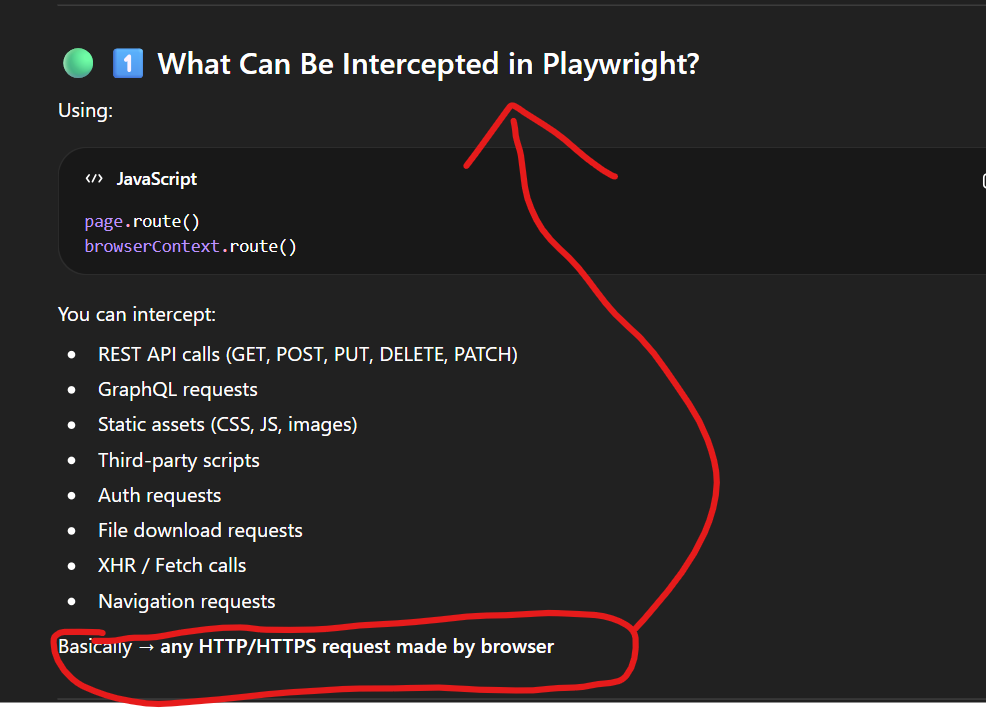 1 What Can Be Intercepted in Playwright?
Using:
</> JavaScript
page.route()
browserContext.route()
You can intercept:
• REST API calls (GET, POST, PUT, DELETE, PATCH)
• GraphQL requests
• Static assets (CSS, JS, images)
• Third-party scripts
• Auth requests
• File download requests
• XHR / Fetch calls
• Navigation requests
Basically → any HTTP/HTTPS request made by browser